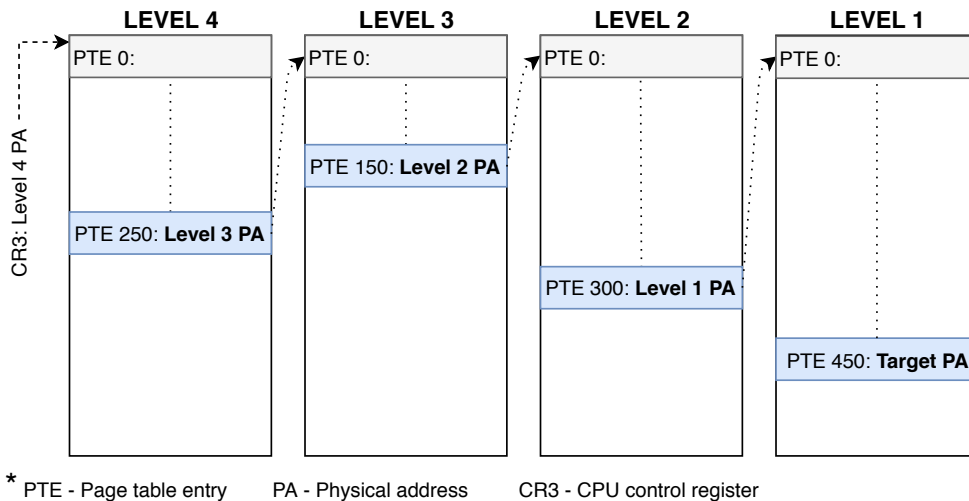 LEVEL 4
LEVEL 3
LEVEL 2
LEVEL 1
CR3: Level 4 PA
PTE 0:
PTE 0:
PTE 0:
PTE 0:
PTE 150: Level 2 PA
PTE 250: Level 3 PA
PTE 300: Level 1 PA
PTE 450: Target PA
* PTE - Page table entry PA - Physical address CR3 - CPU control register